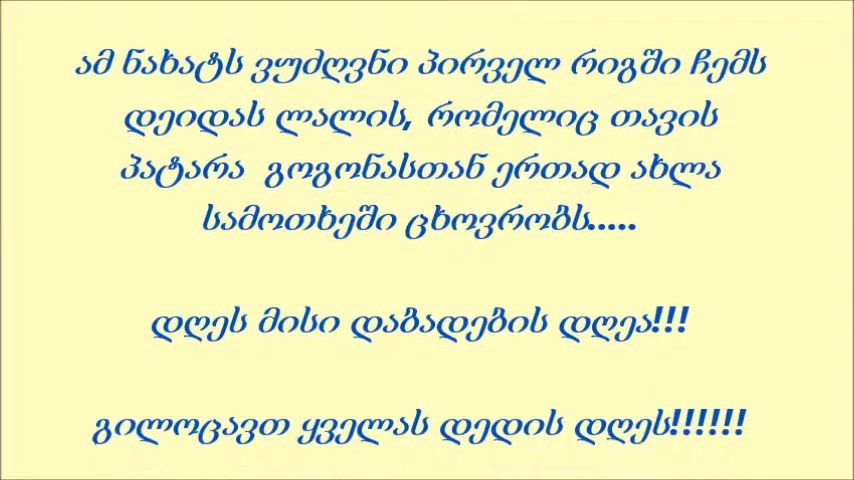 ამ ნახატს ვუძღვნი პირველ რიგში ჩემს
დეიდას ლალის, რომელიც თავის
პატარა გოგონასთან ერთად ახლა
სამოთხეში ცხოვრობს.....
დღეს მისი დაბადების დღეა!!!
გილოცავთ ყველას დედის დღეს!!!!!!